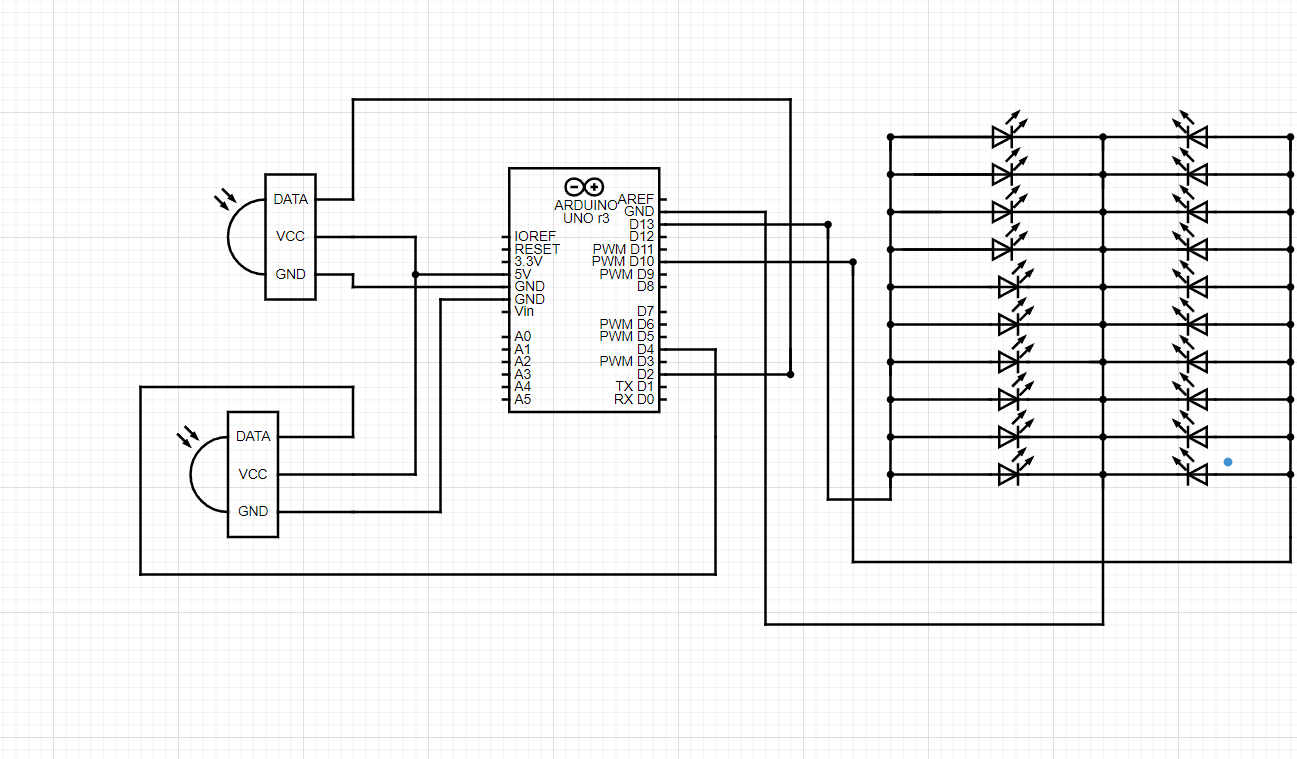 DATA
VCC
GND
ARDUINO
UNO r3
IOREF
RESET
3.3V
5V
GND
GND
Vin
A0
A1
A2
A3
A4
A5
AREF
GND
D13
D12
PWM D11
PWM D10
PWM D9
D8
D7
PWM D6
PWM D5
D4
PWM D3
D2
TX D1
RX D0
DATA
VCC
GND